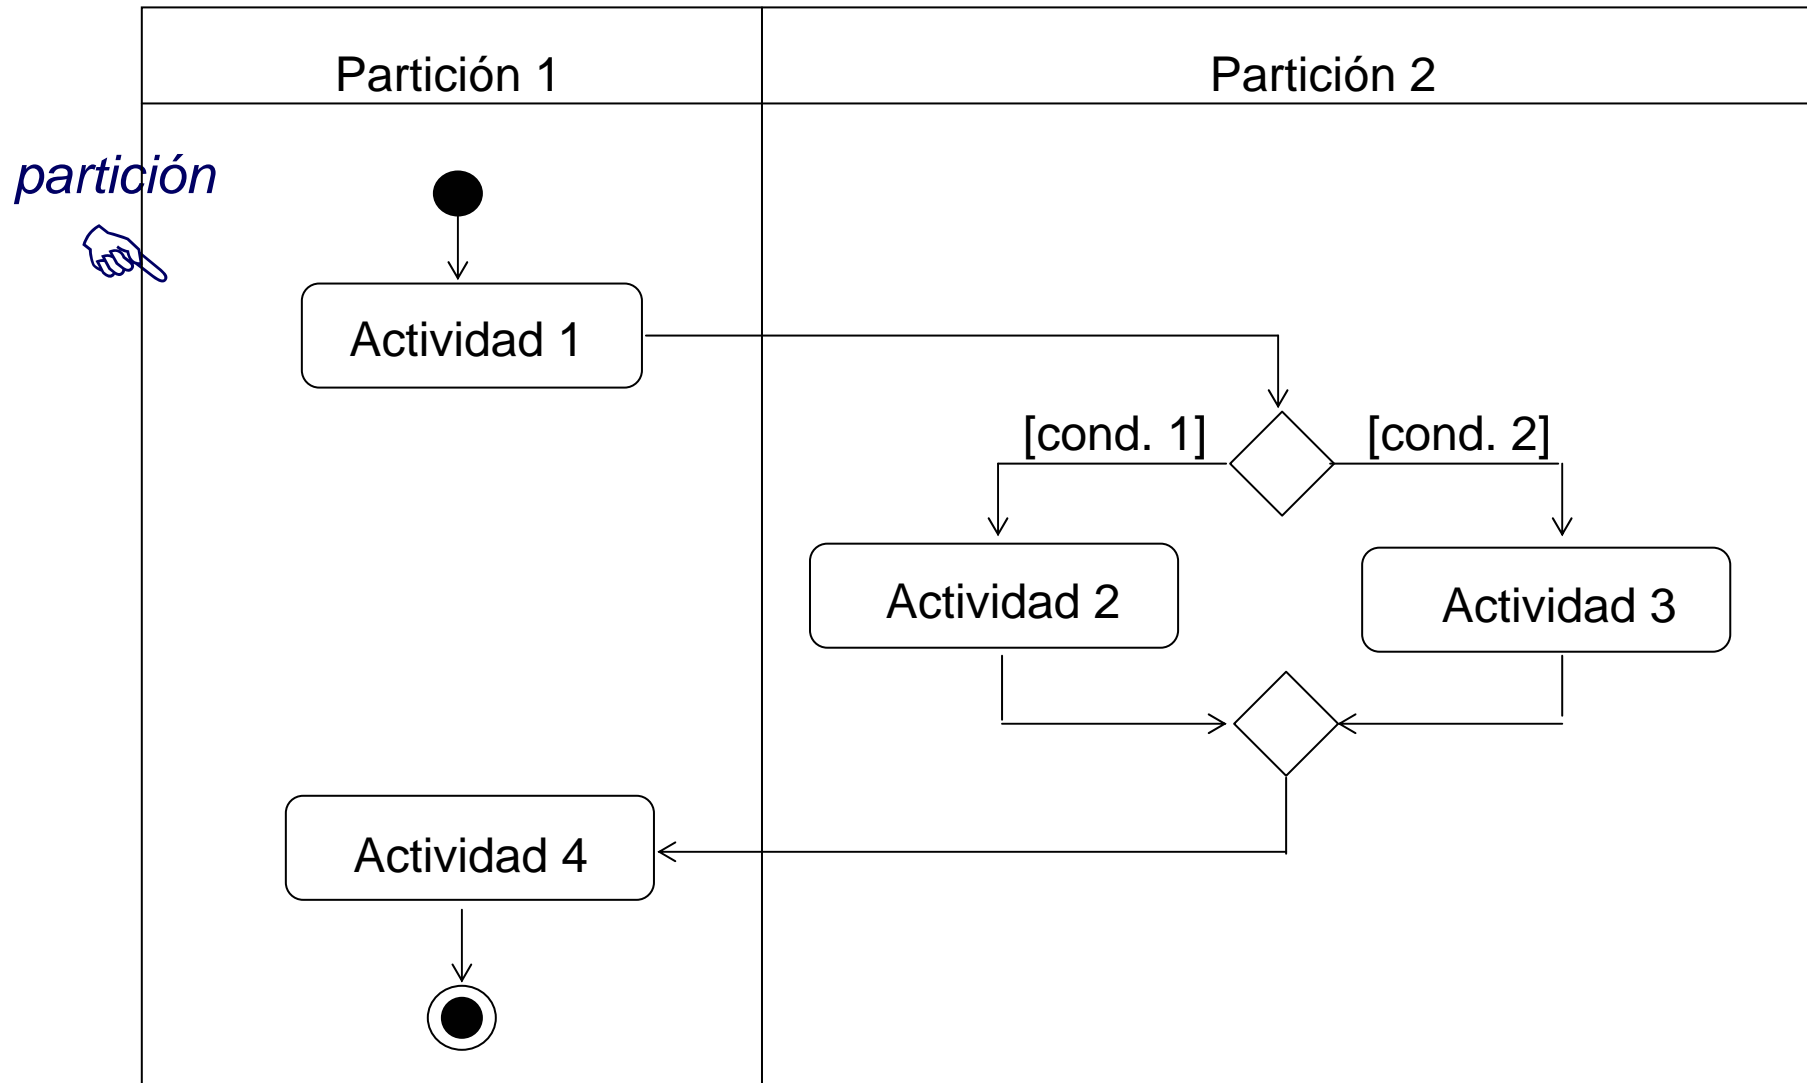 Partición 1
Partición 2
partición
Actividad 1
[cond. 1]
[cond. 2]
Actividad 2
Actividad 3
Actividad 4